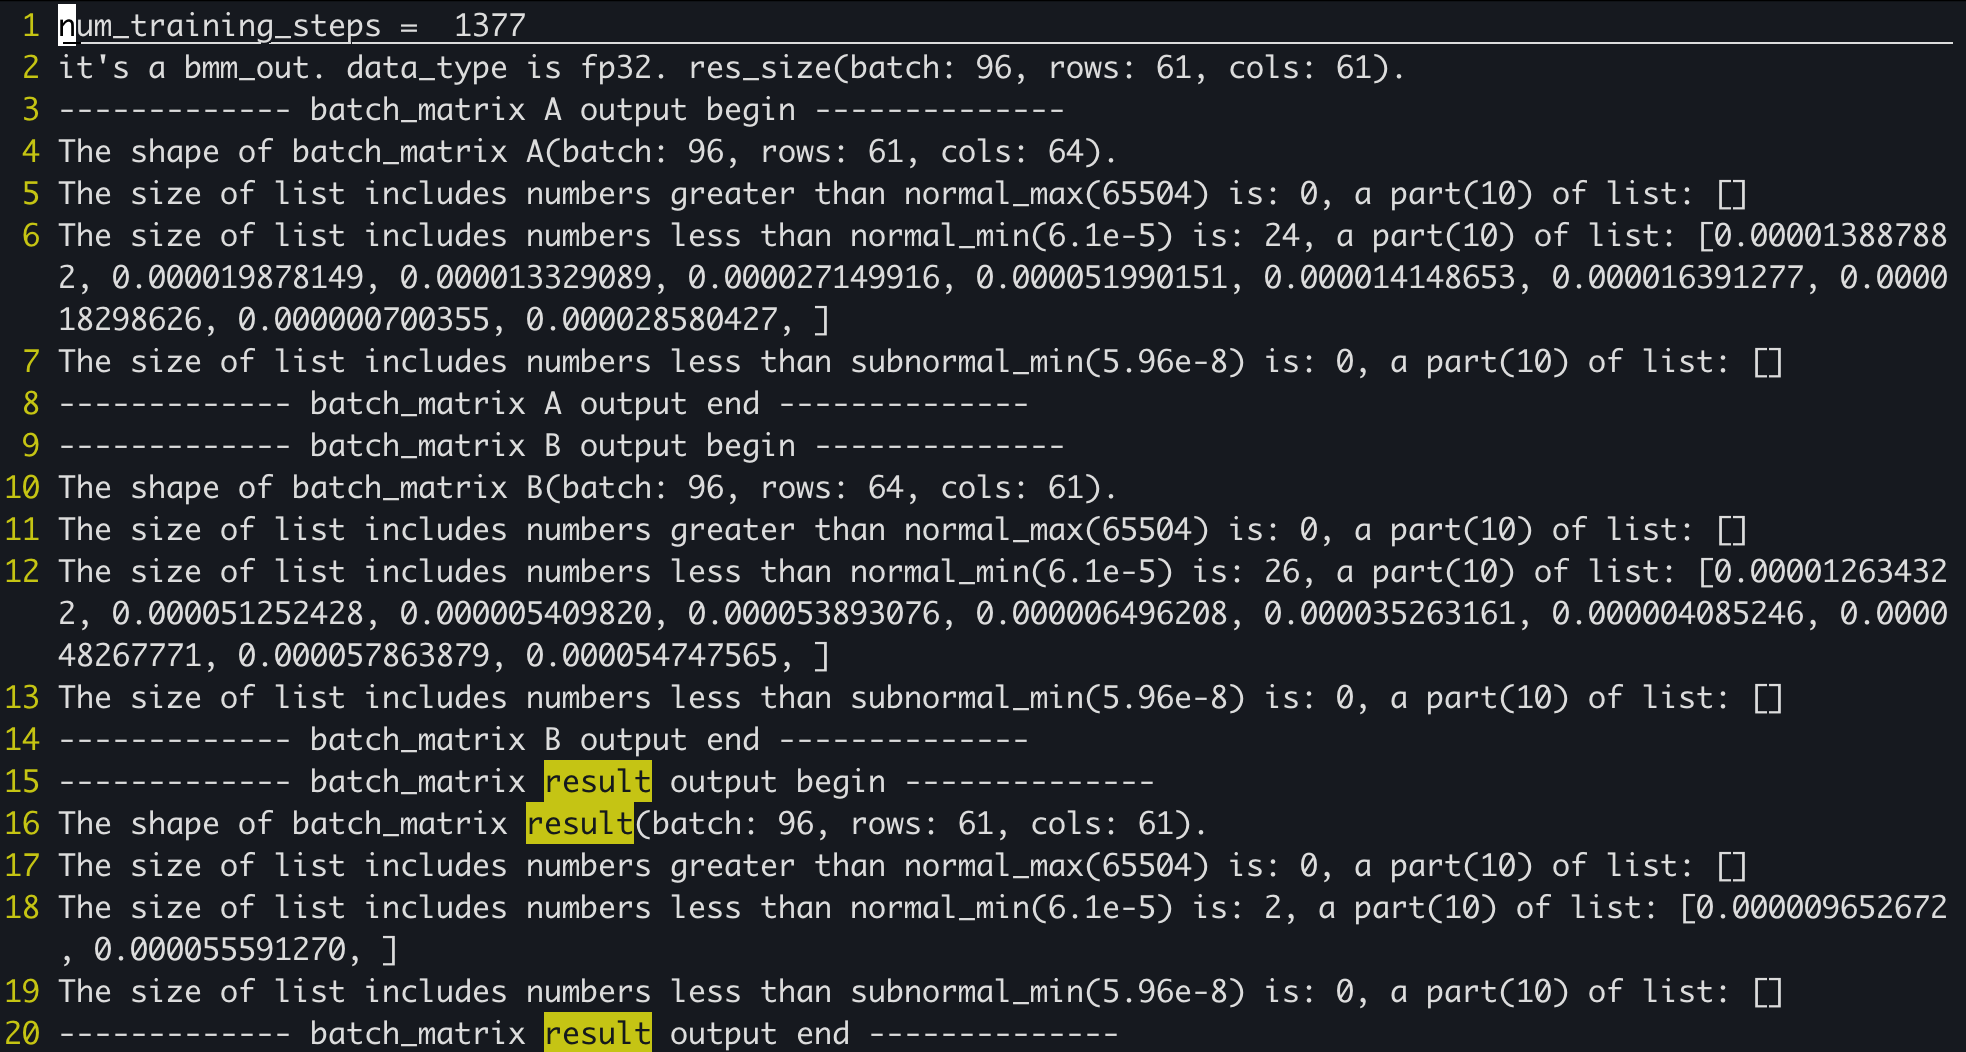 1 num_training_steps =  1377
2 it's a bmm_out. data_type is fp32. res_size(batch: 96, rows: 61, cols: 61).
3 ------------- batch_matrix A output begin --------------
4 The shape of batch_matrix A(batch: 96, rows: 61, cols: 64).
5 The size of list includes numbers greater than normal_max(65504) is: 0, a part(10) of list: []
6 The size of list includes numbers less than normal_min(6.1e-5) is: 24, a part(10) of list: [0.00001388788
2, 0.000019878149, 0.000013329089, 0.000027149916, 0.000051990151, 0.000014148653, 0.000016391277, 0.0000
18298626, 0.000000700355, 0.000028580427, ]
7 The size of list includes numbers less than subnormal_min(5.96e-8) is: 0, a part(10) of list: []
8 ------------- batch_matrix A output end --------------
9 ------------- batch_matrix B output begin --------------
10 The shape of batch_matrix B(batch: 96, rows: 64, cols: 61).
11 The size of list includes numbers greater than normal_max(65504) is: 0, a part(10) of list: []
12 The size of list includes numbers less than normal_min(6.1e-5) is: 26, a part(10) of list: [0.00001263432
2, 0.000051252428, 0.000005409820, 0.000053893076, 0.000006496208, 0.000035263161, 0.000004085246, 0.0000
48267771, 0.000057863879, 0.000054747565, ]
13 The size of list includes numbers less than subnormal_min(5.96e-8) is: 0, a part(10) of list: []
14 ------------- batch_matrix B output end --------------
15 ------------- batch_matrix result output begin --------------
16 The shape of batch_matrix result(batch: 96, rows: 61, cols: 61).
17 The size of list includes numbers greater than normal_max(65504) is: 0, a part(10) of list: []
18 The size of list includes numbers less than normal_min(6.1e-5) is: 2, a part(10) of list: [0.000009652672
, 0.000055591270, ]
19 The size of list includes numbers less than subnormal_min(5.96e-8) is: 0, a part(10) of list: []
20 ------------- batch_matrix result output end --------------